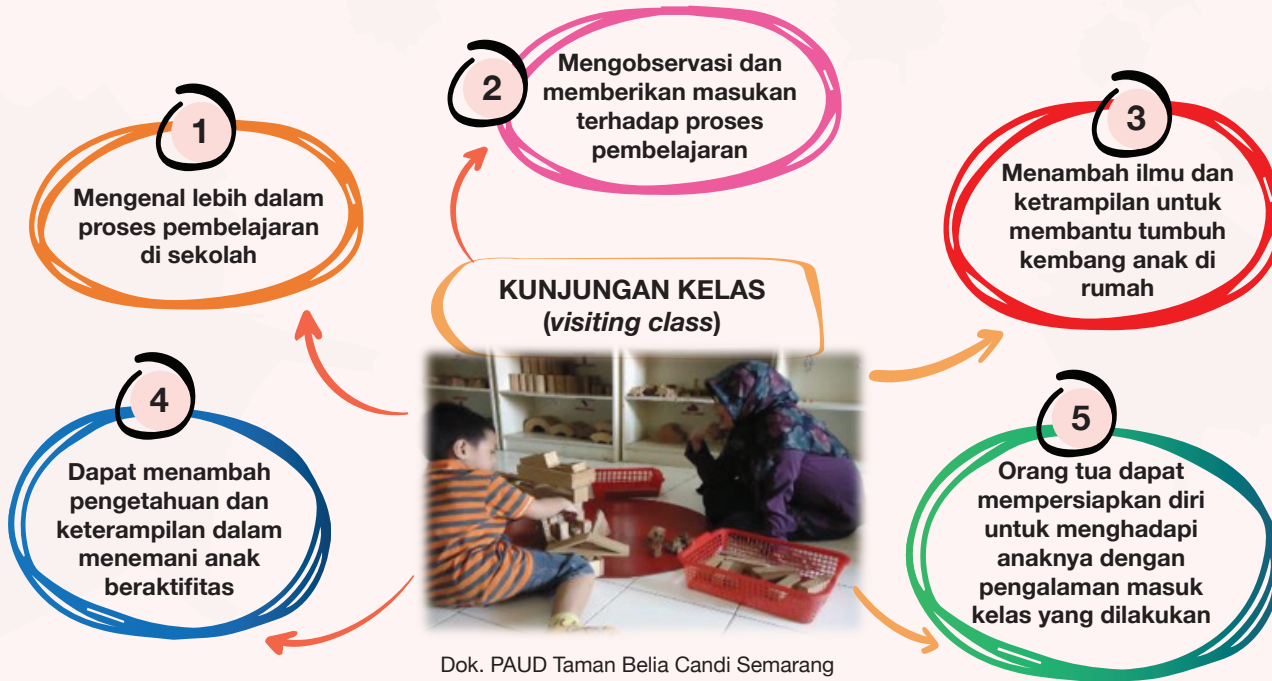 1
Mengenal lebih dalam
proses pembelajaran
di sekolah
2
Mengobservasi dan
memberikan masukan
terhadap proses
pembelajaran
3
Menambah ilmu dan
ketrampilan untuk
membantu tumbuh
kembang anak di
rumah
KUNJUNGAN KELAS
(visiting class)
4
Dapat menambah
pengetahuan dan
keterampilan dalam
menemani anak
beraktifitas
5
Orang tua dapat
mempersiapkan diri
untuk menghadapi
anaknya dengan
pengalaman masuk
kelas yang dilakukan
Dok. PAUD Taman Belia Candi Semarang